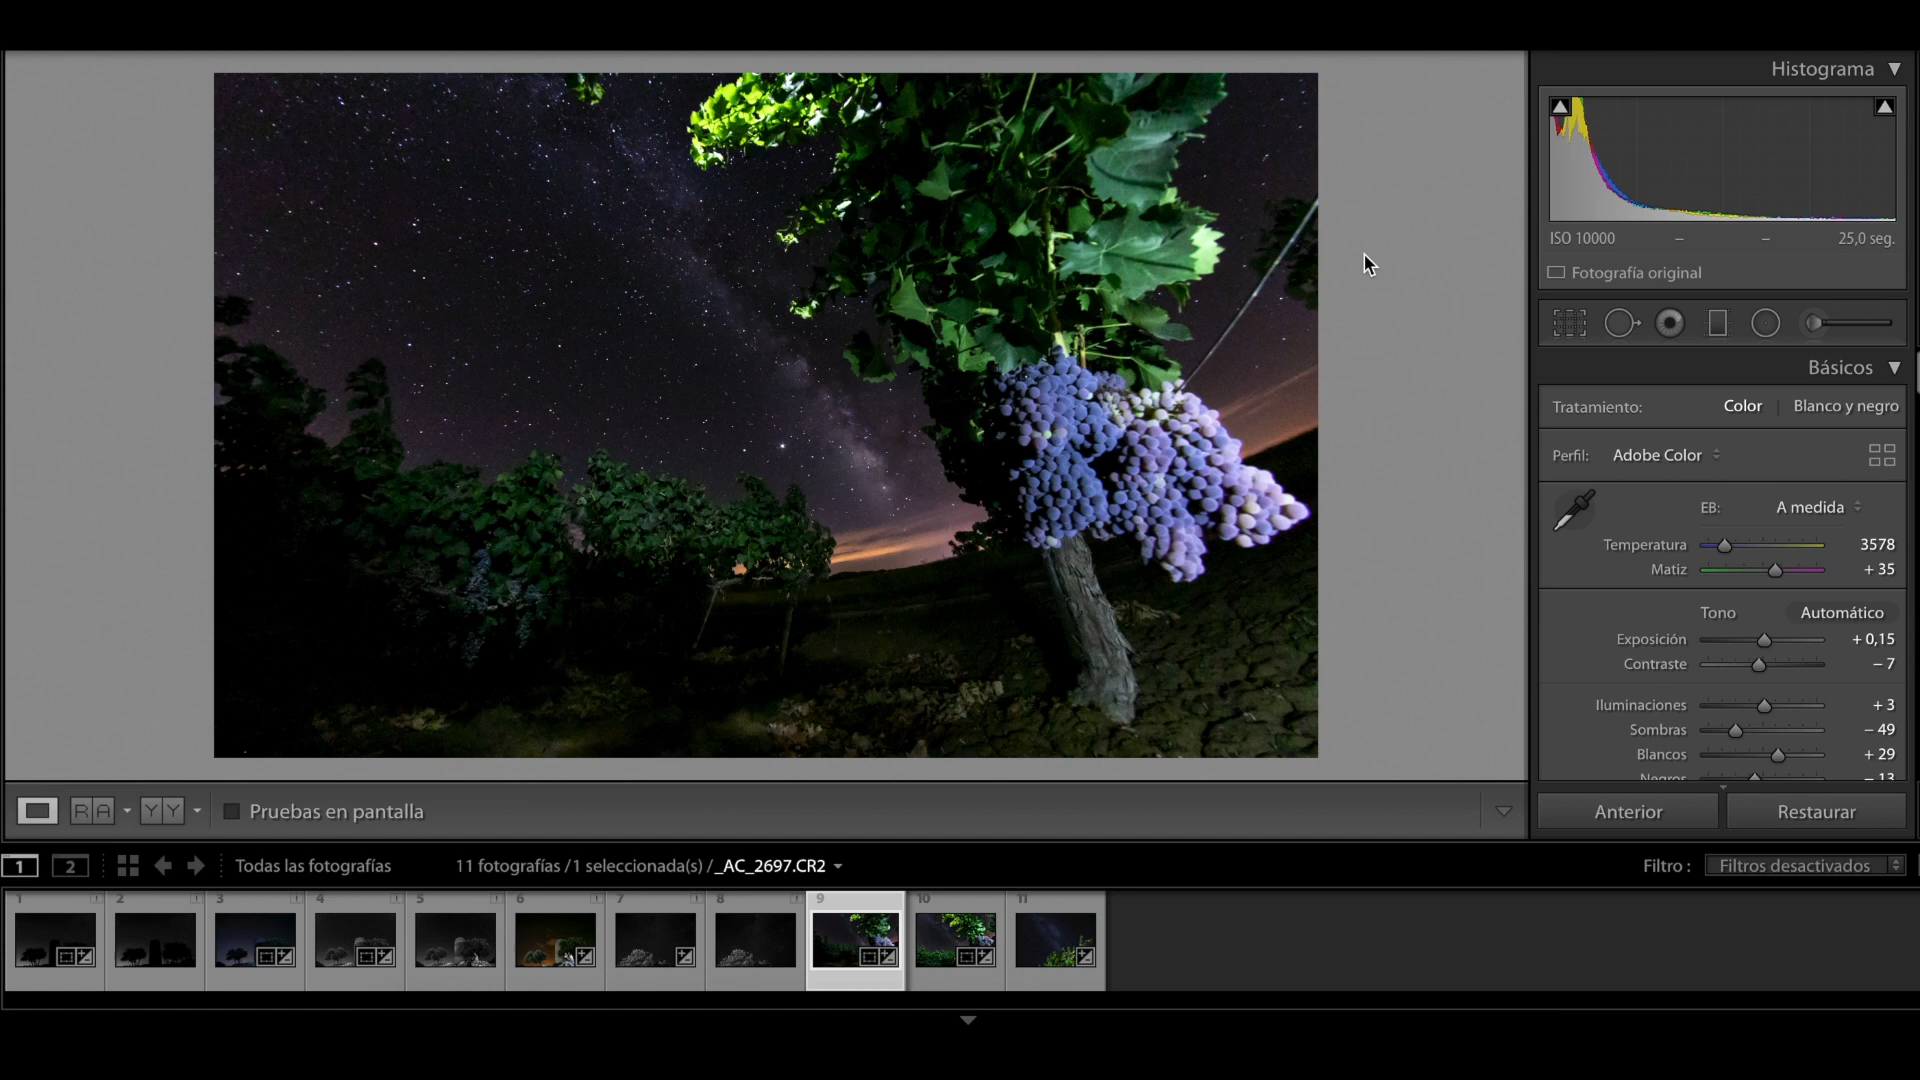 Histograma
ISO 10000 – – 25,0 seg.
Fotografía original
Básicos
Tratamiento: Color | Blanco y negro
Perfil: Adobe Color
EB: A medida
Temperatura 3578
Matiz + 35
Tono Automático
Exposición + 0,15
Contraste – 7
Iluminaciones + 3
Sombras – 49
Blancos + 29
Negros – 13
Anterior Restaurar
R A Y Y Pruebas en pantalla
1 2 Todas las fotografías 11 fotografías / 1 seleccionada(s) / _AC_2697.CR2 Filtro : Filtros desactivados
1 2 3 4 5 6 7 8 9 10 11